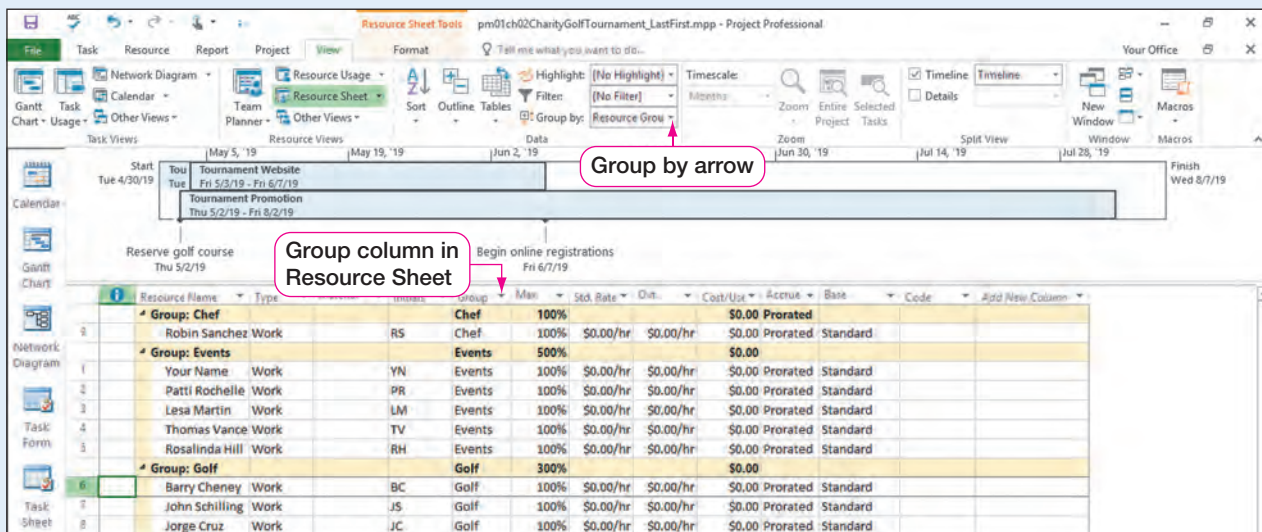 Resource Sheet Tools pm01ch02CharityGolfTournament_LastFirst.mpp - Project Professional
File Task Resource Report Project View Format Tell me what you want to do... Your Office
Network Diagram Resource Usage Highlight: [No Highlight] Timescale: Timeline Timeline
Calendar Resource Sheet Filter: [No Filter] Months Details
Gantt Chart Task Usage Other Views Team Planner Other Views Sort Outline Tables Group by: Resource Grou Zoom Entire Project Selected Tasks New Window Macros
Task Views Resource Views Data Zoom Split View Window Macros
Group by arrow
May 5, '19 May 19, '19 Jun 2, '19 Jun 30, '19 Jul 14, '19 Jul 28, '19
Start Tou Tournament Website Finish
Tue 4/30/19 Tue Fri 5/3/19 - Fri 6/7/19 Wed 8/7/19
Tournament Promotion
Thu 5/2/19 - Fri 8/2/19
Reserve golf course Begin online registrations
Thu 5/2/19 Fri 6/7/19
Group column in
Resource Sheet
Calendar
Gantt
Chart
Network
Diagram
Task
Form
Task
Sheet
Resource Name Type Initials Group Max Std. Rate Ovt. Cost/Use Accrue Base Code Add New Column
Group: Chef Chef 100% $0.00 Prorated
9 Robin Sanchez Work RS Chef 100% $0.00/hr $0.00/hr $0.00 Prorated Standard
Group: Events Events 500% $0.00
1 Your Name Work YN Events 100% $0.00/hr $0.00/hr $0.00 Prorated Standard
2 Patti Rochelle Work PR Events 100% $0.00/hr $0.00/hr $0.00 Prorated Standard
3 Lesa Martin Work LM Events 100% $0.00/hr $0.00/hr $0.00 Prorated Standard
4 Thomas Vance Work TV Events 100% $0.00/hr $0.00/hr $0.00 Prorated Standard
5 Rosalinda Hill Work RH Events 100% $0.00/hr $0.00/hr $0.00 Prorated Standard
Group: Golf Golf 300% $0.00
6 Barry Cheney Work BC Golf 100% $0.00/hr $0.00/hr $0.00 Prorated Standard
7 John Schilling Work JS Golf 100% $0.00/hr $0.00/hr $0.00 Prorated Standard
8 Jorge Cruz Work JC Golf 100% $0.00/hr $0.00/hr $0.00 Prorated Standard